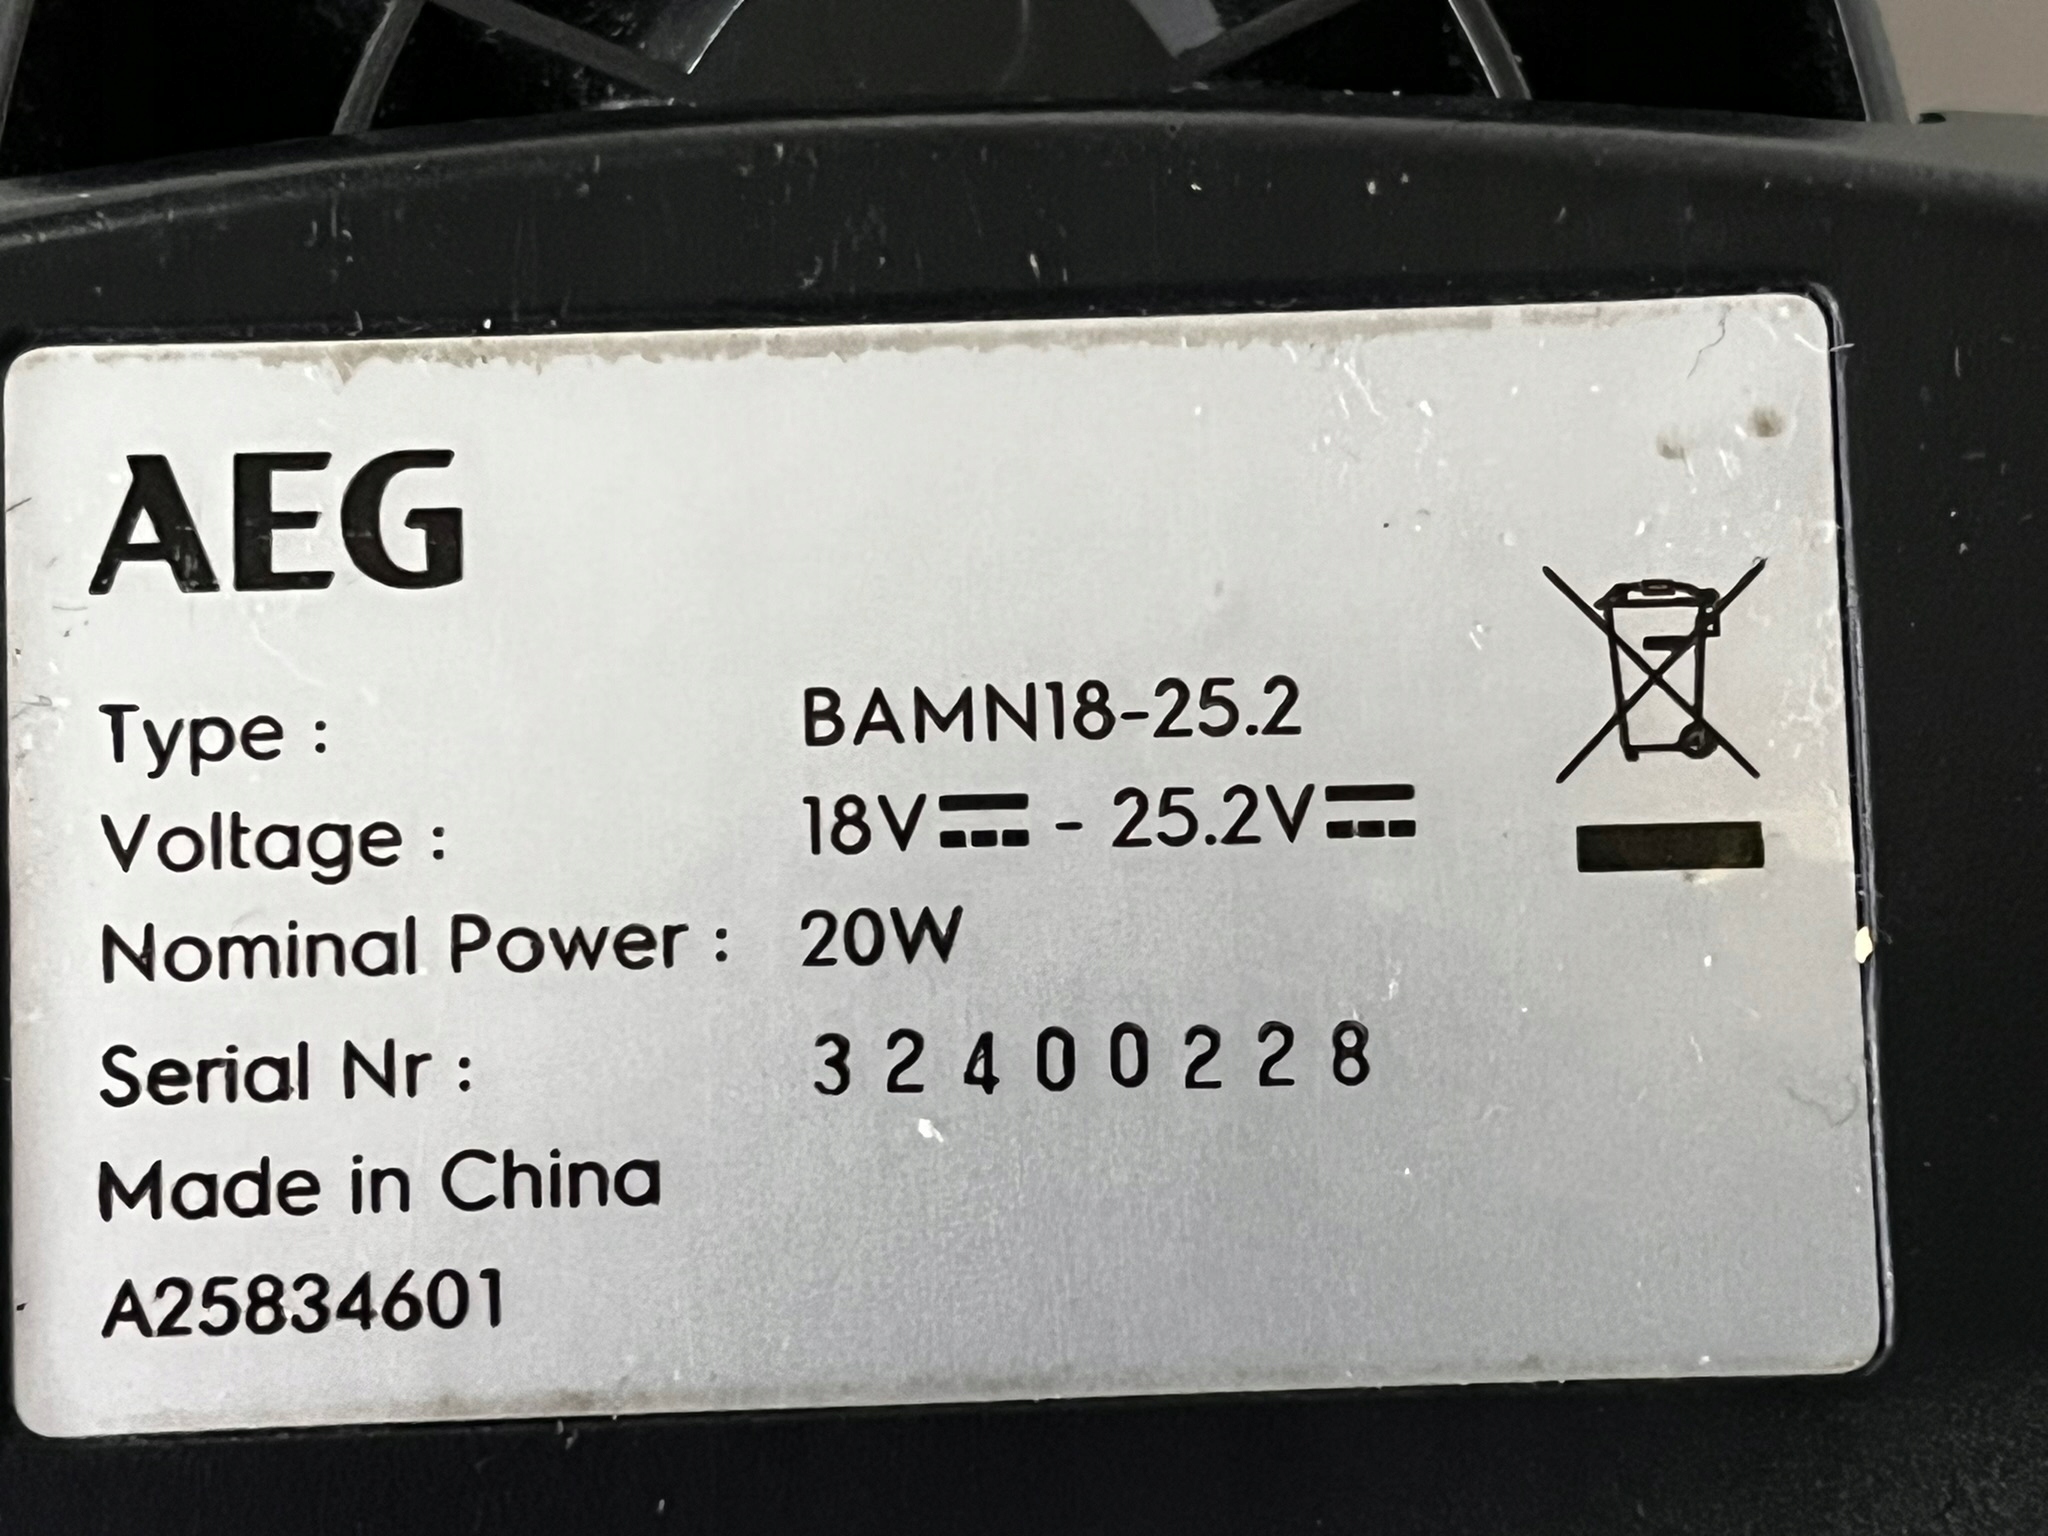 AEG
Type : BAMN18-25.2
Voltage : 18V⎓ - 25.2V⎓
Nominal Power : 20W
Serial Nr : 32400228
Made in China
A25834601